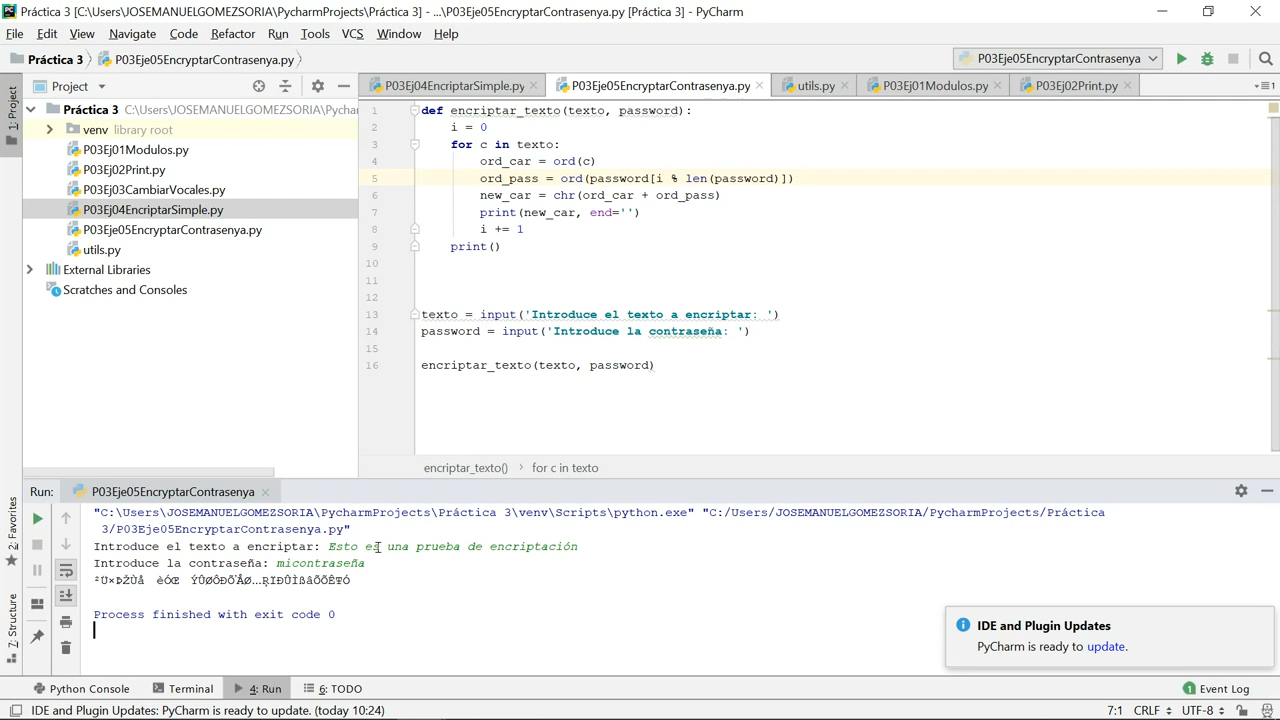 Práctica 3 [C:\Users\JOSEMANUELGOMEZSORIA\PycharmProjects\Práctica 3] - ...\P03Eje05EncryptarContrasenya.py [Práctica 3] - PyCharm
File Edit View Navigate Code Refactor Run Tools VCS Window Help
Práctica 3 P03Eje05EncryptarContrasenya.py P03Eje05EncryptarContrasenya
Project P03Ej04EncriptarSimple.py P03Eje05EncryptarContrasenya.py utils.py P03Ej01Modulos.py P03Ej02Print.py
1: Project
Práctica 3 C:\Users\JOSEMANUELGOMEZSORIA\Pychar
venv library root
P03Ej01Modulos.py
P03Ej02Print.py
P03Ej03CambiarVocales.py
P03Ej04EncriptarSimple.py
P03Eje05EncryptarContrasenya.py
utils.py
External Libraries
Scratches and Consoles
1 def encriptar_texto(texto, password):
2 i = 0
3 for c in texto:
4 ord_car = ord(c)
5 ord_pass = ord(password[i % len(password)])
6 new_car = chr(ord_car + ord_pass)
7 print(new_car, end='')
8 i += 1
9 print()
10
11
12
13 texto = input('Introduce el texto a encriptar: ')
14 password = input('Introduce la contraseña: ')
15
16 encriptar_texto(texto, password)
encriptar_texto() for c in texto
Run: P03Eje05EncryptarContrasenya
"C:\Users\JOSEMANUELGOMEZSORIA\PycharmProjects\Práctica 3\venv\Scripts\python.exe" "C:/Users/JOSEMANUELGOMEZSORIA/PycharmProjects/Práctica
3/P03Eje05EncryptarContrasenya.py"
Introduce el texto a encriptar: Esto es una prueba de encriptación
Introduce la contraseña: micontraseña
Process finished with exit code 0
2: Favorites
7: Structure
IDE and Plugin Updates
PyCharm is ready to update.
Python Console Terminal 4: Run 6: TODO 1 Event Log
IDE and Plugin Updates: PyCharm is ready to update. (today 10:24) 7:1 CRLF UTF-8